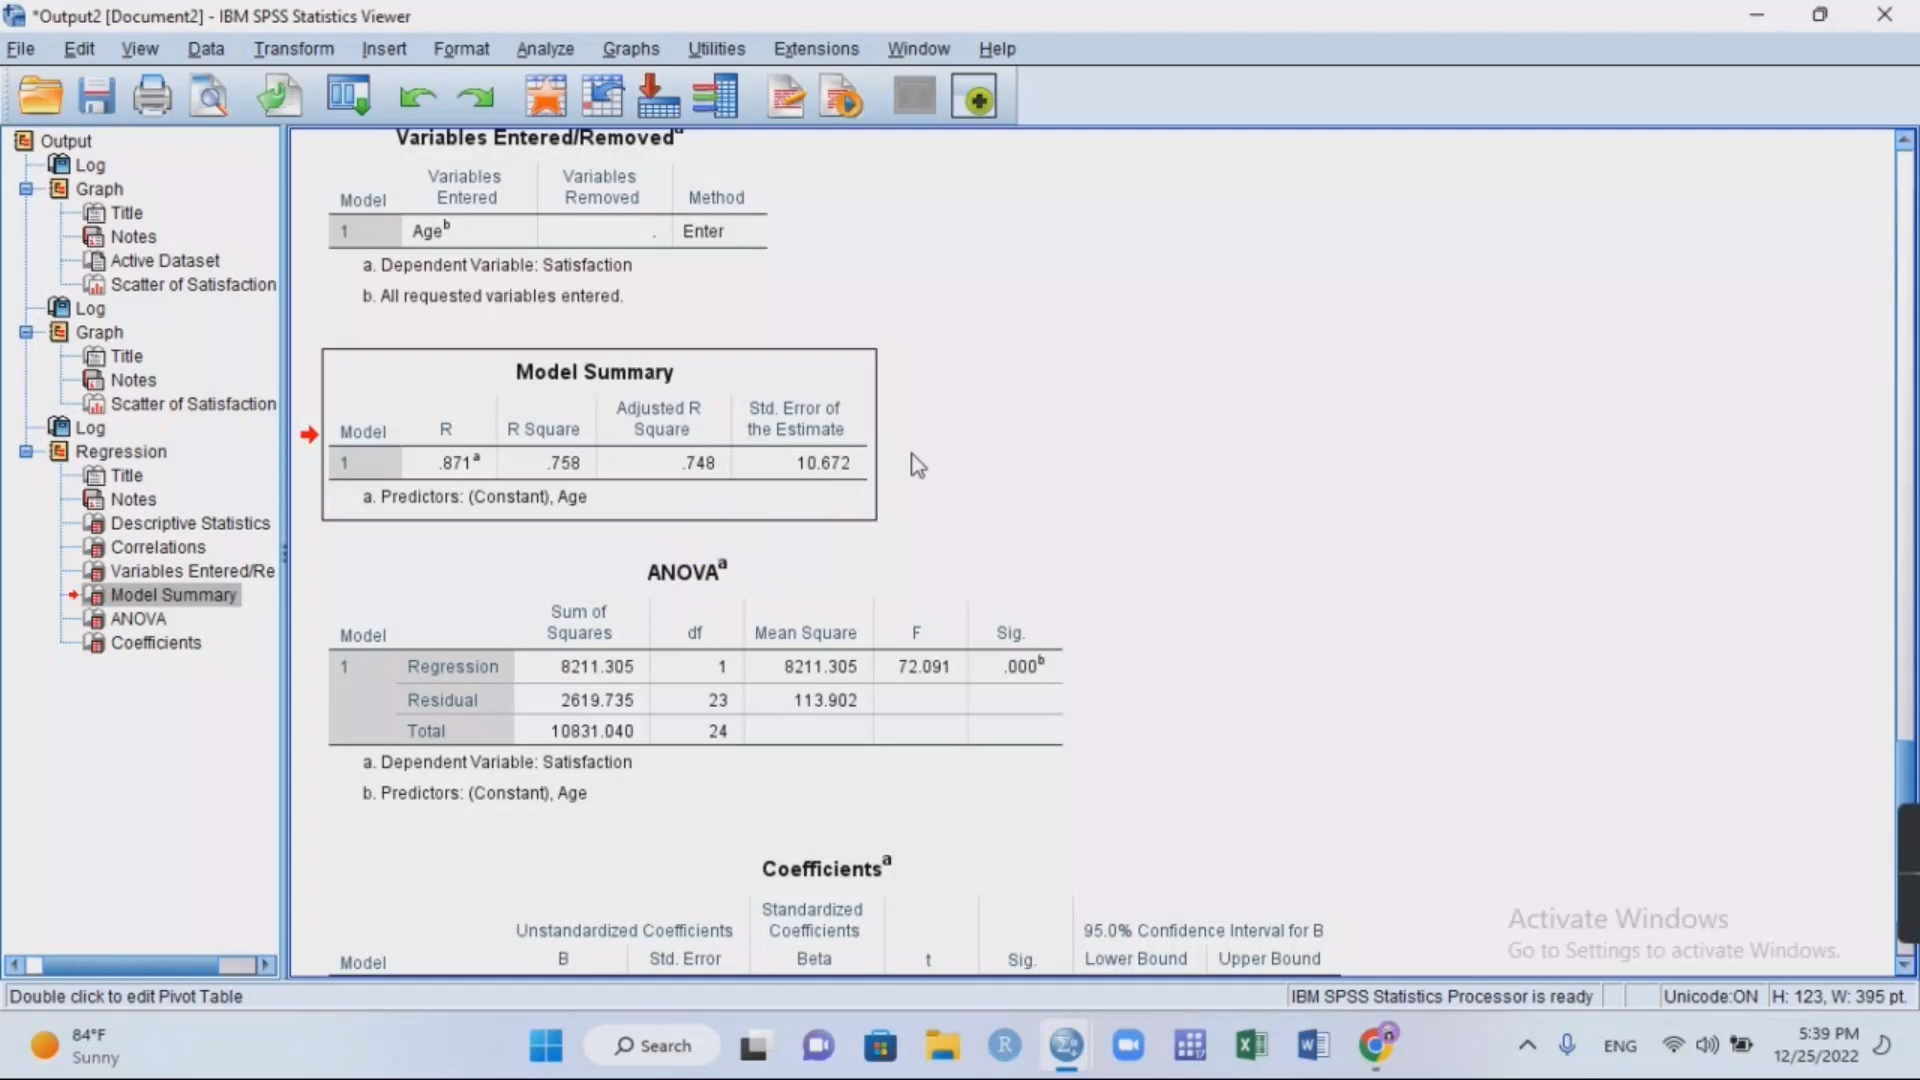 *Output2 [Document2] - IBM SPSS Statistics Viewer
File Edit View Data Transform Insert Format Analyze Graphs Utilities Extensions Window Help
Output
Log
Graph
Title
Notes
Active Dataset
Scatter of Satisfaction
Log
Graph
Title
Notes
Scatter of Satisfaction
Log
Regression
Title
Notes
Descriptive Statistics
Correlations
Variables Entered/Re
Model Summary
ANOVA
Coefficients
Variables Entered/Removedᵃ
Model Variables Entered Variables Removed Method
1 Ageᵇ . Enter
a. Dependent Variable: Satisfaction
b. All requested variables entered.
Model Summary
Model R R Square Adjusted R Square Std. Error of the Estimate
1 .871ᵃ .758 .748 10.672
a. Predictors: (Constant), Age
ANOVAᵃ
Model Sum of Squares df Mean Square F Sig.
1 Regression 8211.305 1 8211.305 72.091 .000ᵇ
Residual 2619.735 23 113.902
Total 10831.040 24
a. Dependent Variable: Satisfaction
b. Predictors: (Constant), Age
Coefficientsᵃ
Unstandardized Coefficients Standardized Coefficients 95.0% Confidence Interval for B
Model B Std. Error Beta t Sig. Lower Bound Upper Bound
Activate Windows
Go to Settings to activate Windows.
Double click to edit Pivot Table IBM SPSS Statistics Processor is ready Unicode:ON H: 123, W: 395 pt.
84°F
Sunny
Search
R
ENG
5:39 PM
12/25/2022